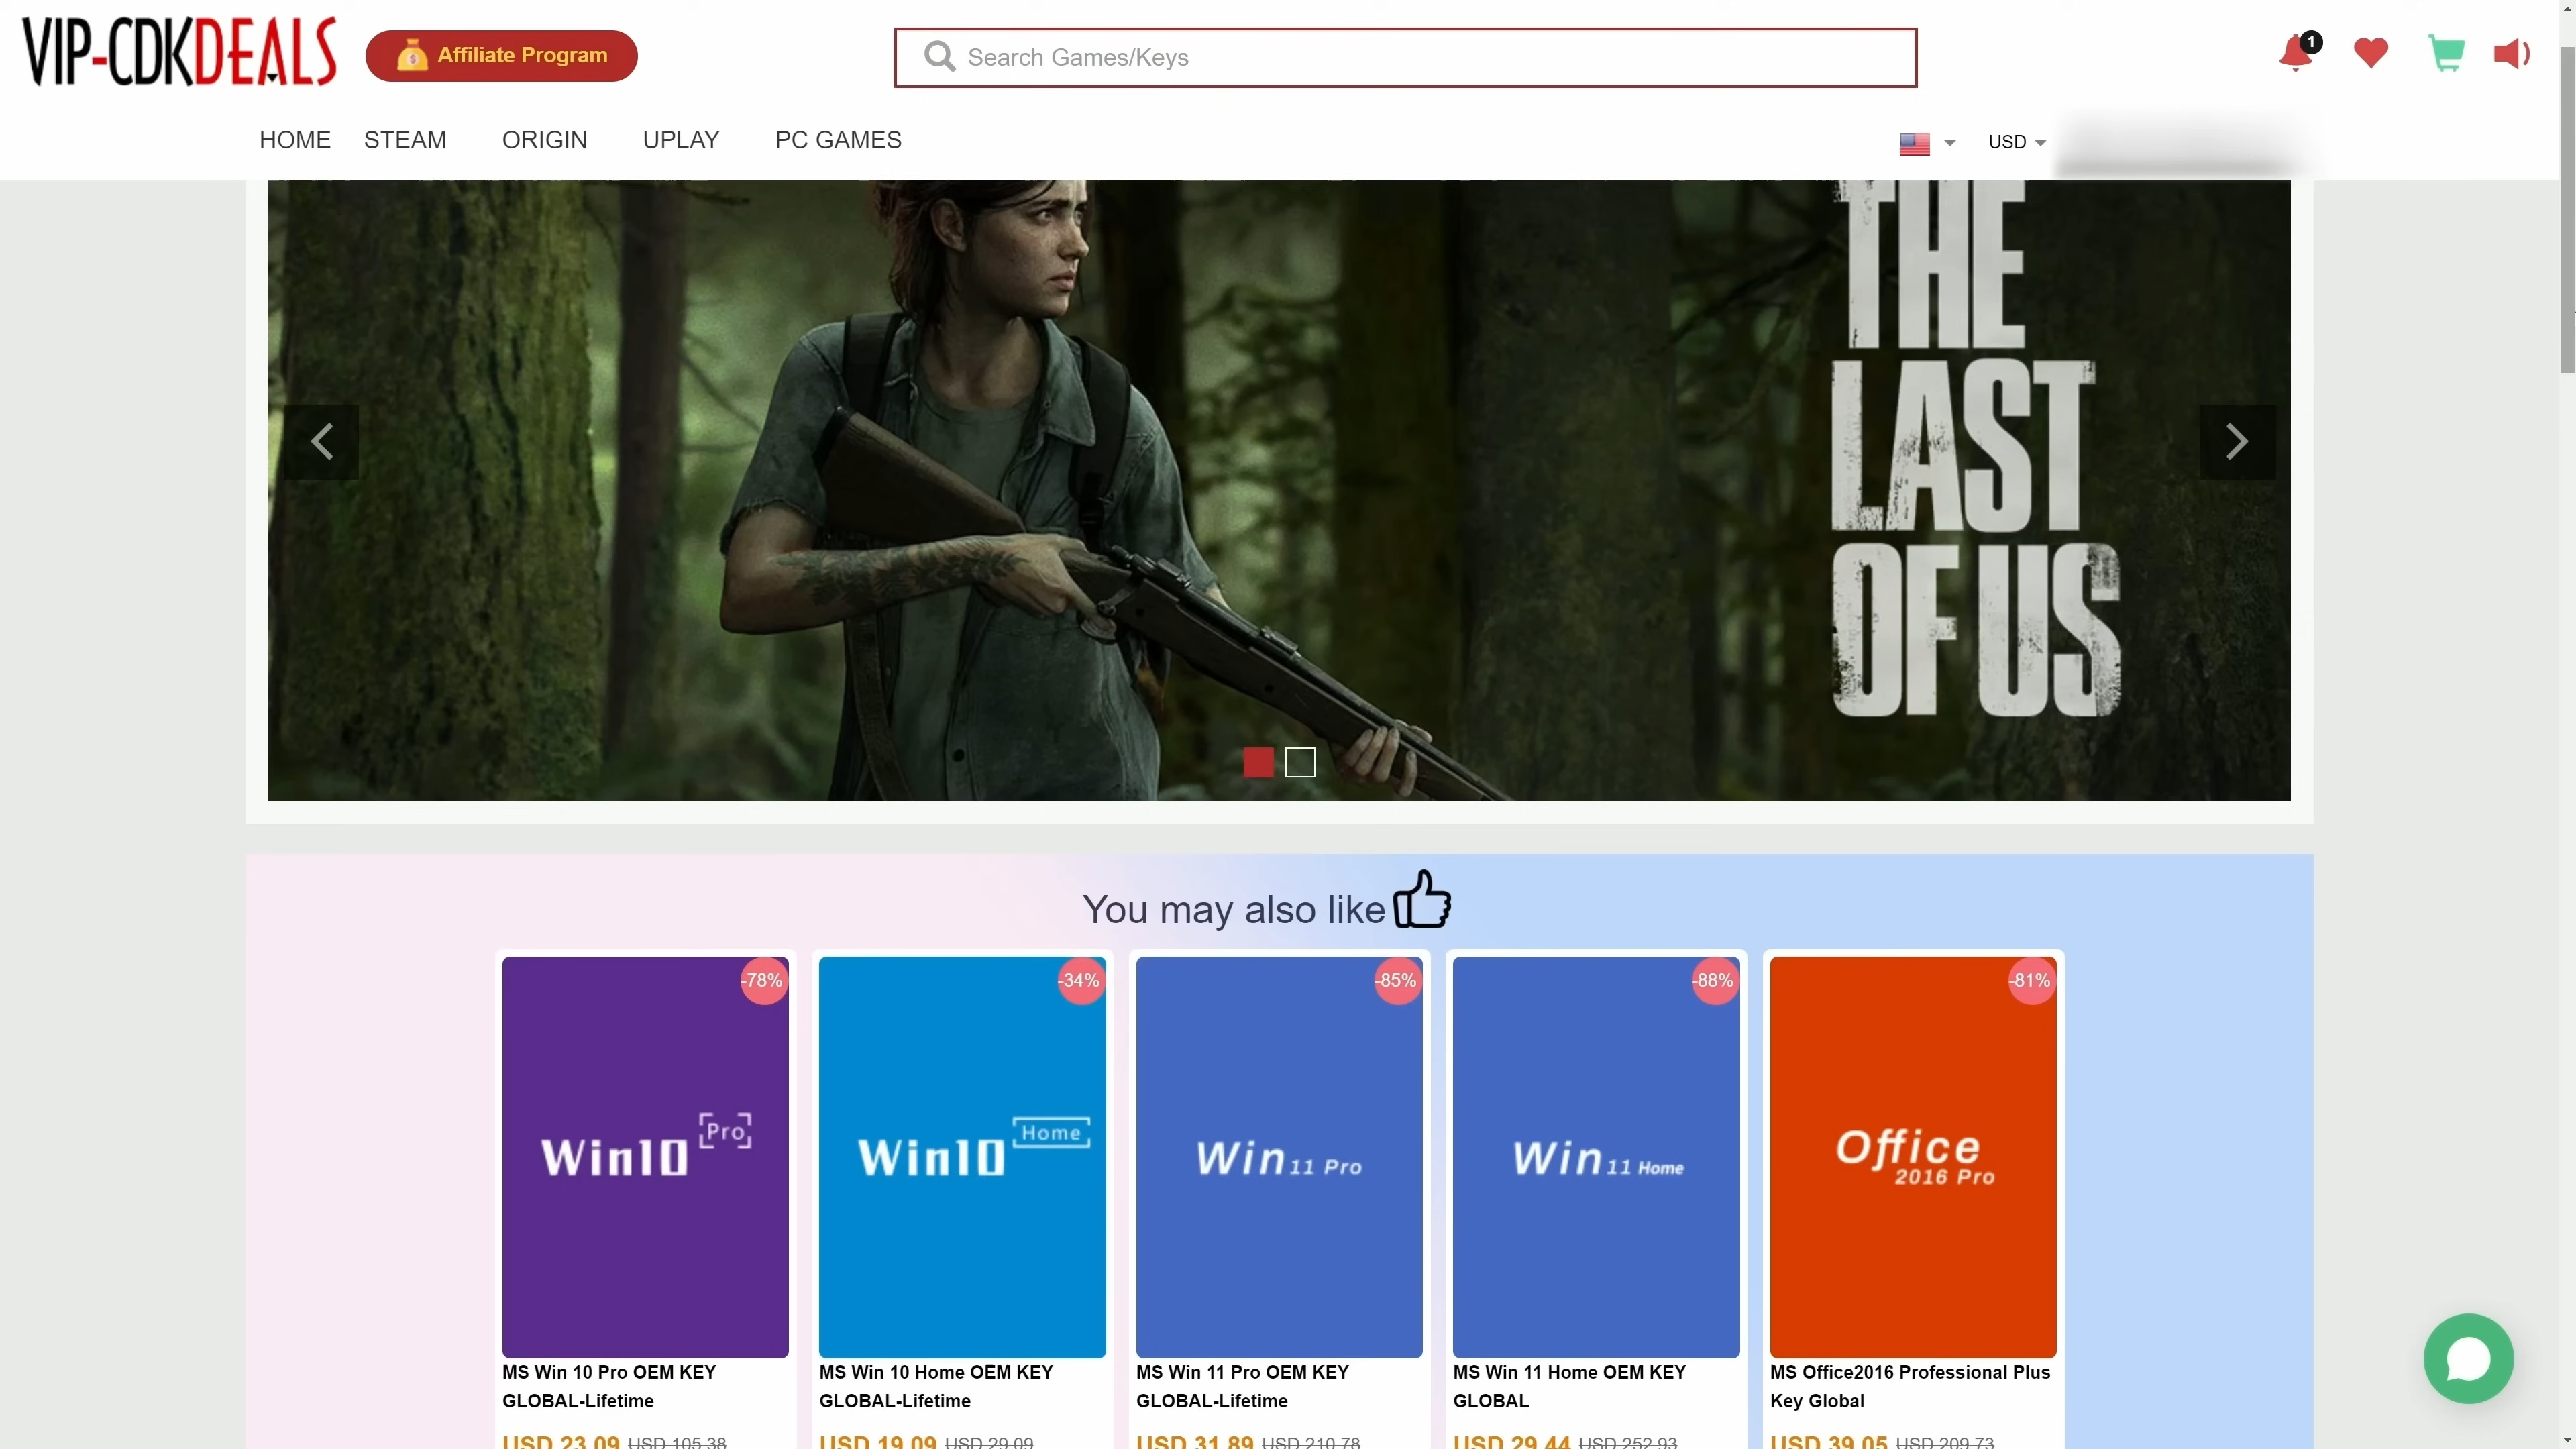 VIP-CDKDEALS
Affiliate Program
Search Games/Keys
1
HOME STEAM ORIGIN UPLAY PC GAMES
USD
THE
LAST
OF US
You may also like
-78%
-34%
-85%
-88%
-81%
Win10 Pro
Win10 Home
Win 11 Pro
Win 11 Home
Office
2016 Pro
MS Win 10 Pro OEM KEY
GLOBAL-Lifetime
USD 23.09 USD 105.38
MS Win 10 Home OEM KEY
GLOBAL-Lifetime
USD 19.09 USD 29.09
MS Win 11 Pro OEM KEY
GLOBAL-Lifetime
USD 31.89 USD 210.78
MS Win 11 Home OEM KEY
GLOBAL
USD 29.44 USD 252.93
MS Office2016 Professional Plus
Key Global
USD 39.05 USD 209.73